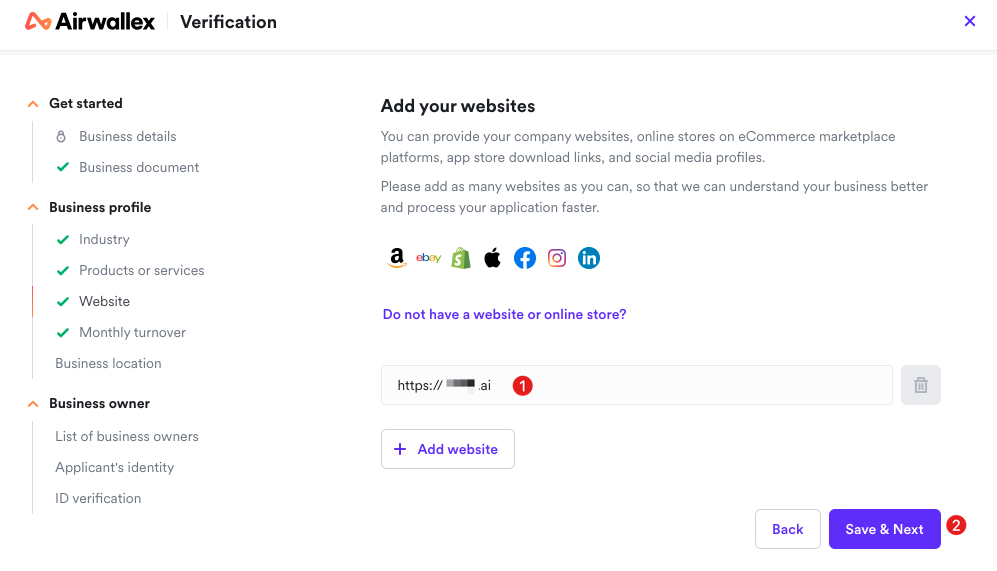 Airwallex Verification
Get started
Business details
Business document
Business profile
Industry
Products or services
Website
Monthly turnover
Business location
Business owner
List of business owners
Applicant's identity
ID verification
Add your websites
You can provide your company websites, online stores on eCommerce marketplace
platforms, app store download links, and social media profiles.
Please add as many websites as you can, so that we can understand your business better
and process your application faster.
a ebay S f in
Do not have a website or online store?
https:// .ai 1
+ Add website
Back Save & Next 2